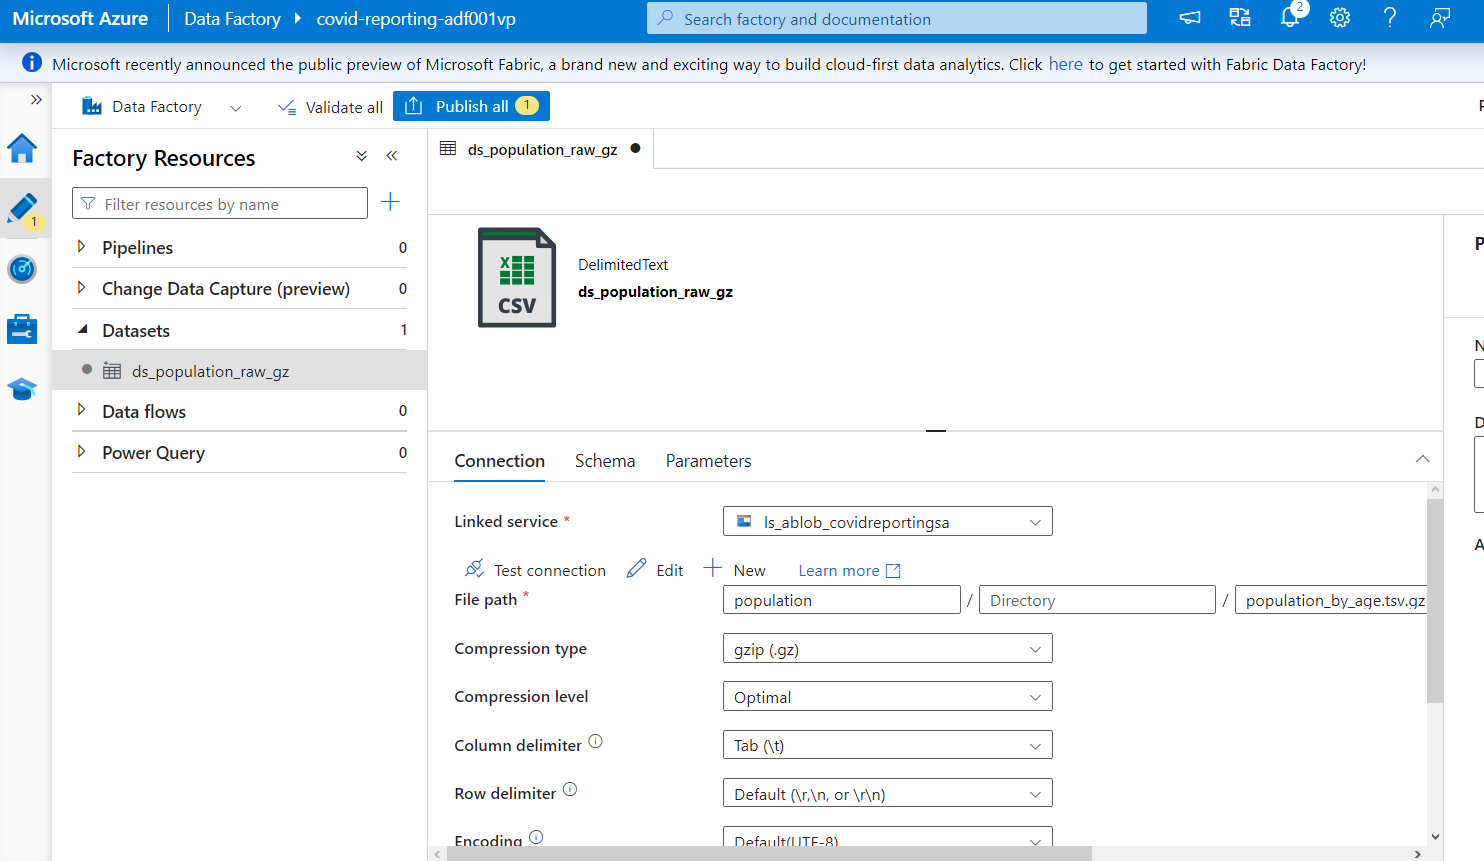 Microsoft Azure Data Factory covid-reporting-adf001vp Search factory and documentation 2
Microsoft recently announced the public preview of Microsoft Fabric, a brand new and exciting way to build cloud-first data analytics. Click here to get started with Fabric Data Factory!
Data Factory Validate all Publish all 1
Factory Resources
ds_population_raw_gz
Filter resources by name
1
Pipelines 0
Change Data Capture (preview) 0
Datasets 1
ds_population_raw_gz
Data flows 0
Power Query 0
X
CSV
DelimitedText
ds_population_raw_gz
Connection Schema Parameters
Linked service * ls_ablob_covidreportingsa
Test connection Edit New Learn more
File path * population / Directory / population_by_age.tsv.gz
Compression type gzip (.gz)
Compression level Optimal
Column delimiter Tab (\t)
Row delimiter Default (\r,\n, or \r\n)
Encoding Default(UTF-8)